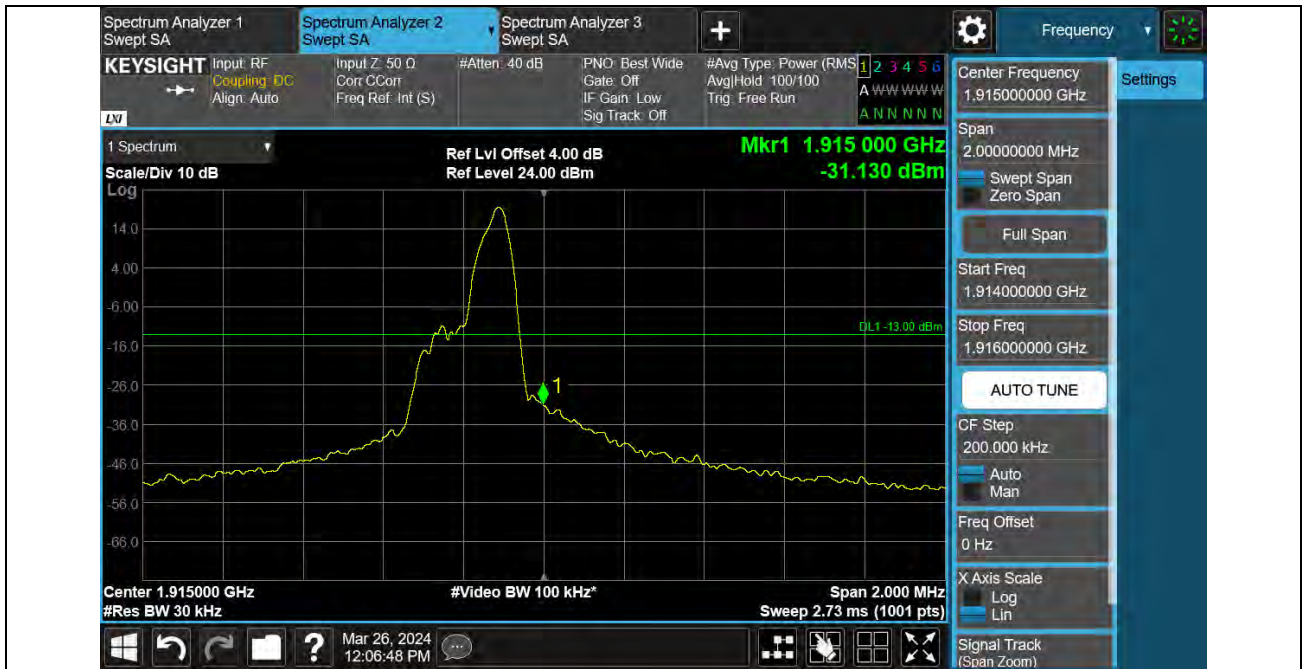 Spectrum Analyzer 1
Swept SA
Spectrum Analyzer 2
Swept SA
Spectrum Analyzer 3
Swept SA
+
Frequency
KEYSIGHT
LXI
Input: RF
Coupling: DC
Align: Auto
Input Z: 50 Ω
Corr CCorr
Freq Ref: Int (S)
#Atten: 40 dB
PNO: Best Wide
Gate: Off
IF Gain: Low
Sig Track: Off
#Avg Type: Power (RMS
Avg|Hold: 100/100
Trig: Free Run
1 2 3 4 5 6
A W W W W W
A N N N N N
1 Spectrum
Scale/Div 10 dB
Ref Lvl Offset 4.00 dB
Ref Level 24.00 dBm
Mkr1 1.915 000 GHz
-31.130 dBm
Log
14.0
4.00
-6.00
-16.0
-26.0
-36.0
-46.0
-56.0
-66.0
DL1 -13.00 dBm
1
Center 1.915000 GHz
#Res BW 30 kHz
#Video BW 100 kHz*
Span 2.000 MHz
Sweep 2.73 ms (1001 pts)
Mar 26, 2024
12:06:48 PM
?
Center Frequency
1.915000000 GHz
Settings
Span
2.00000000 MHz
Swept Span
Zero Span
Full Span
Start Freq
1.914000000 GHz
Stop Freq
1.916000000 GHz
AUTO TUNE
CF Step
200.000 kHz
Auto
Man
Freq Offset
0 Hz
X Axis Scale
Log
Lin
Signal Track
(Span Zoom)